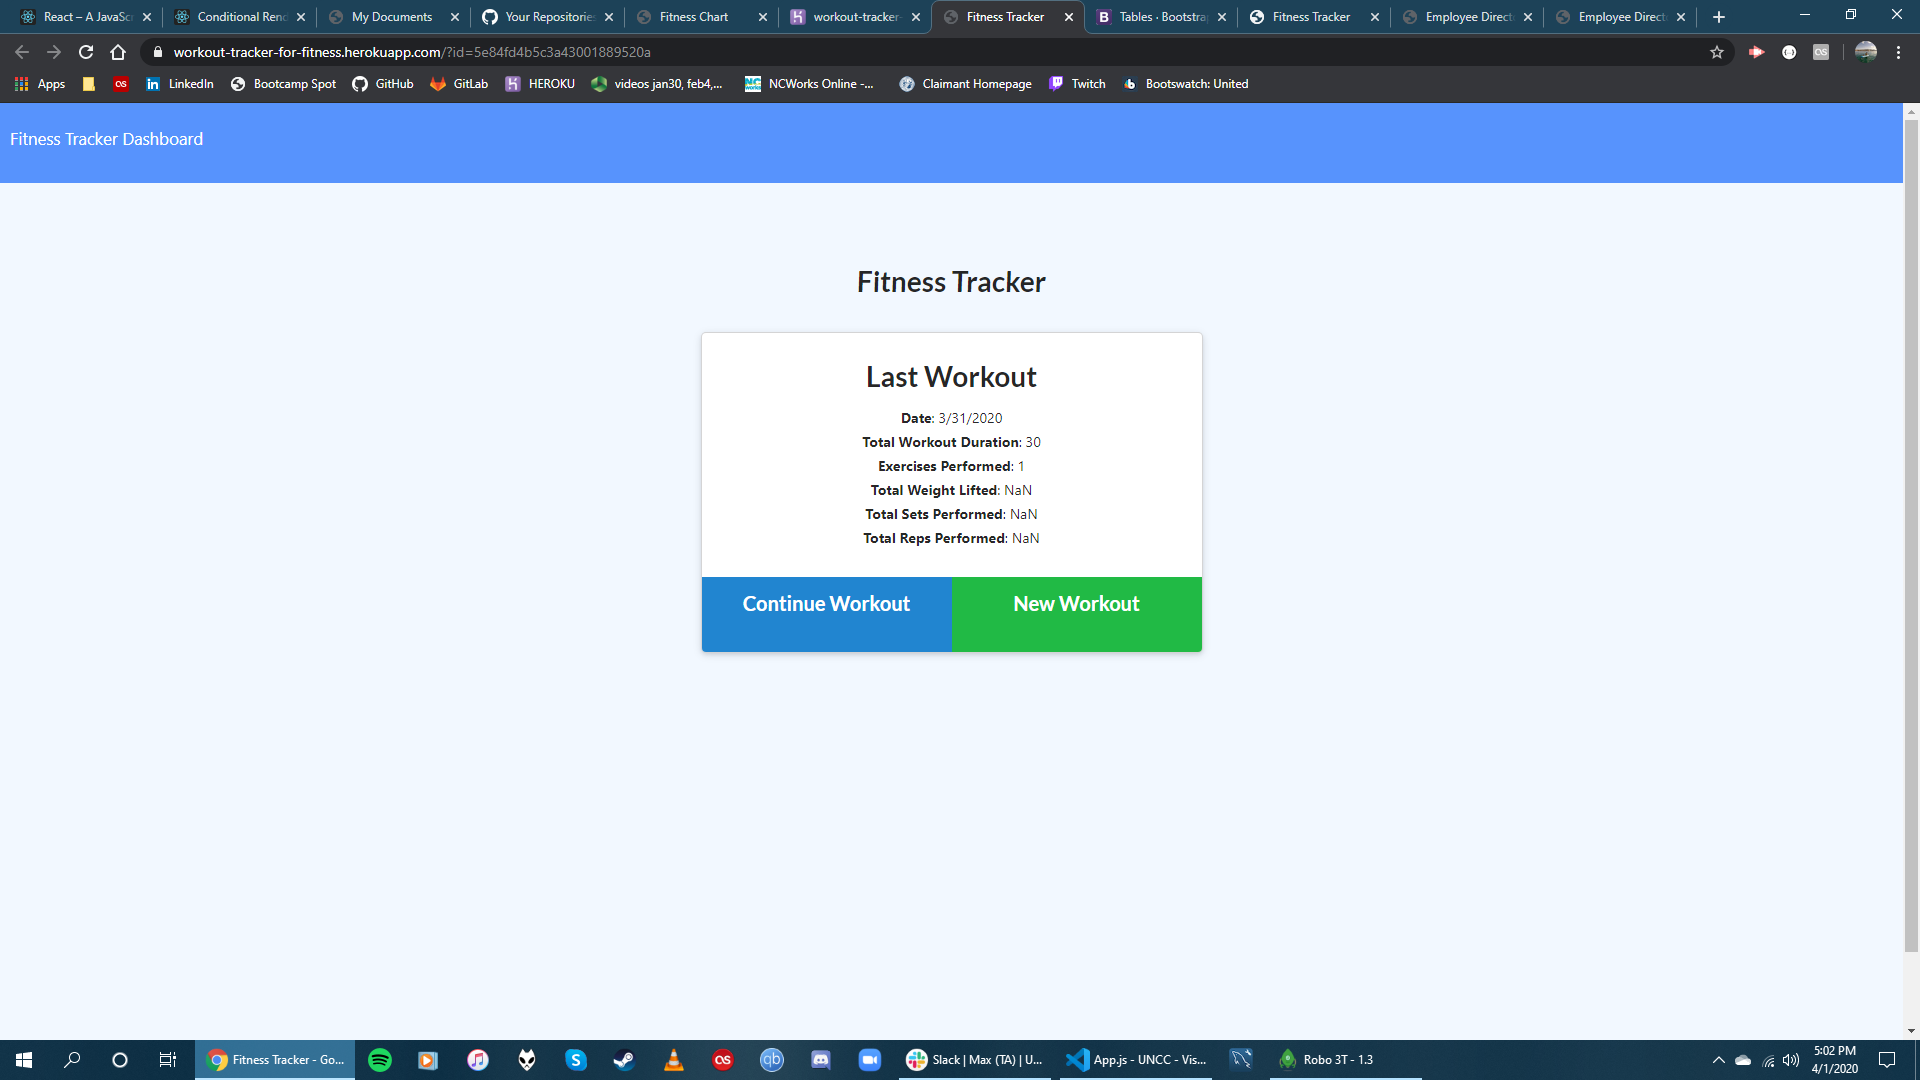 React – A JavaScr
Conditional Rend
My Documents
Your Repositories
Fitness Chart
workout-tracker-
Fitness Tracker
Tables · Bootstrap
Fitness Tracker
Employee Direct
Employee Direct
workout-tracker-for-fitness.herokuapp.com/?id=5e84fd4b5c3a43001889520a
Apps
LinkedIn
Bootcamp Spot
GitHub
GitLab
HEROKU
videos jan30, feb4,...
NCWorks Online -...
Claimant Homepage
Twitch
Bootswatch: United
Fitness Tracker Dashboard
Fitness Tracker
Last Workout
Date: 3/31/2020
Total Workout Duration: 30
Exercises Performed: 1
Total Weight Lifted: NaN
Total Sets Performed: NaN
Total Reps Performed: NaN
Continue Workout
New Workout
Fitness Tracker - Go...
Slack | Max (TA) | U...
App.js - UNCC - Vis...
Robo 3T - 1.3
5:02 PM
4/1/2020